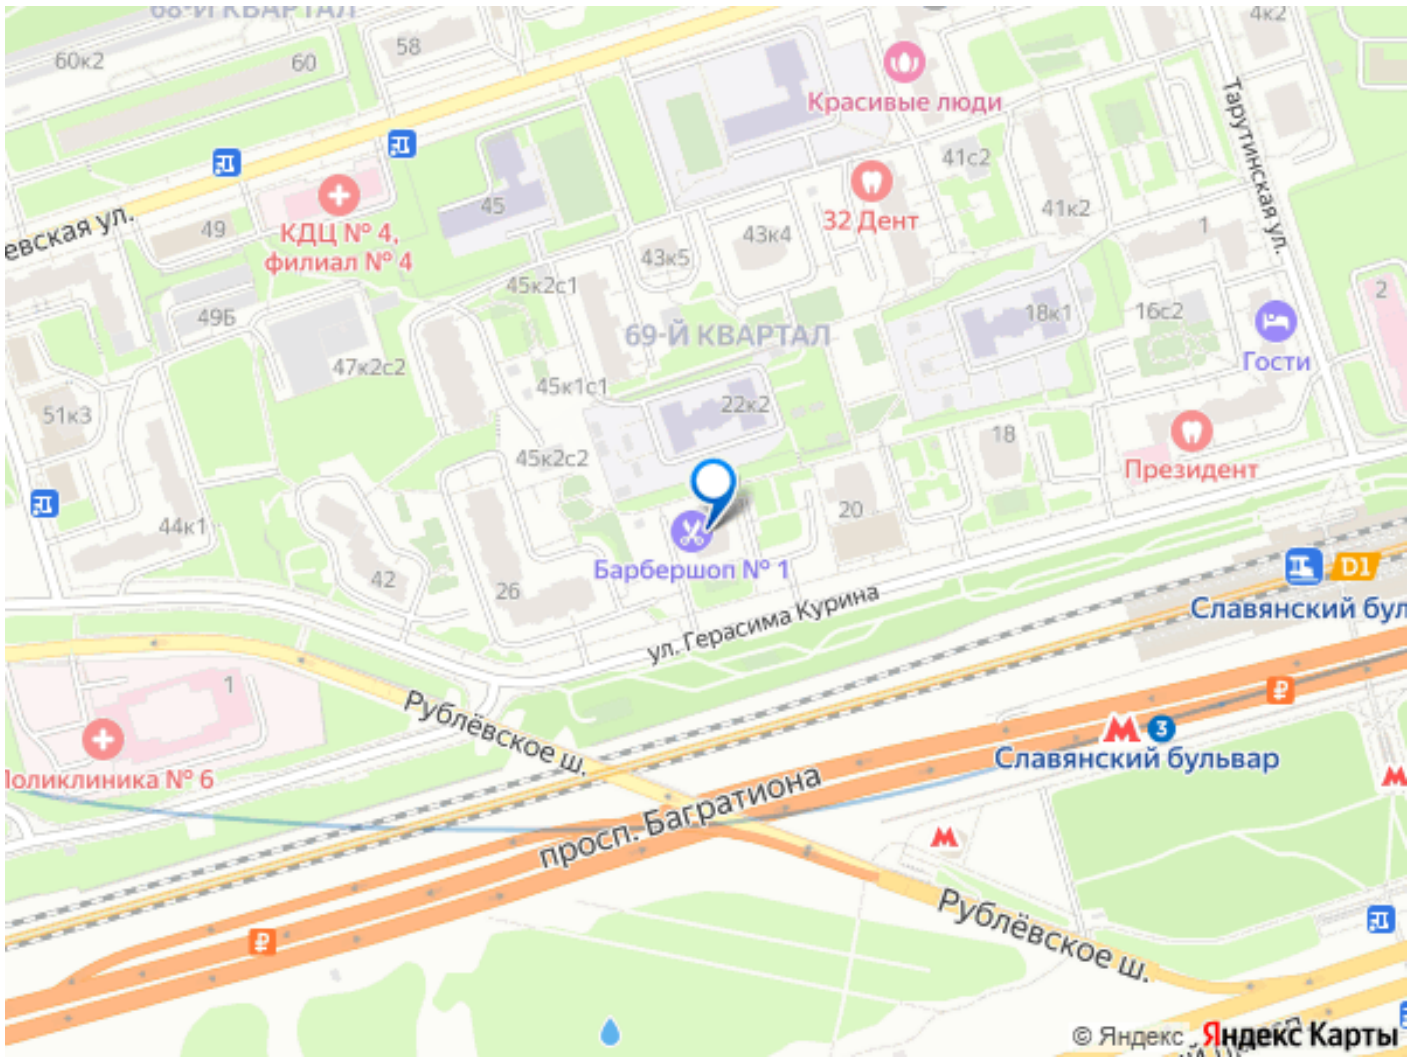 68-Й КВАРТАЛ
4к2
58
60к2
60
Красивые люди
Тарутинская ул.
41с2
45
32 Дент
41к2
евская ул.
49
КДЦ № 4,
филиал № 4
43к4
1
43к5
45к2с1
2
49Б
69-Й КВАРТАЛ
18к1
16с2
47к2с2
Гости
45к1с1
22к2
51к3
18
45к2с2
Президент
20
44к1
Барбершоп № 1
42
26
D1
ул. Герасима Курина
Славянский бул
1
Рублёвское ш.
₽
М 3
Славянский бульвар
Поликлиника № 6
просп. Багратиона
М
М
Рублёвское ш.
₽
© Яндекс Яндекс Карты